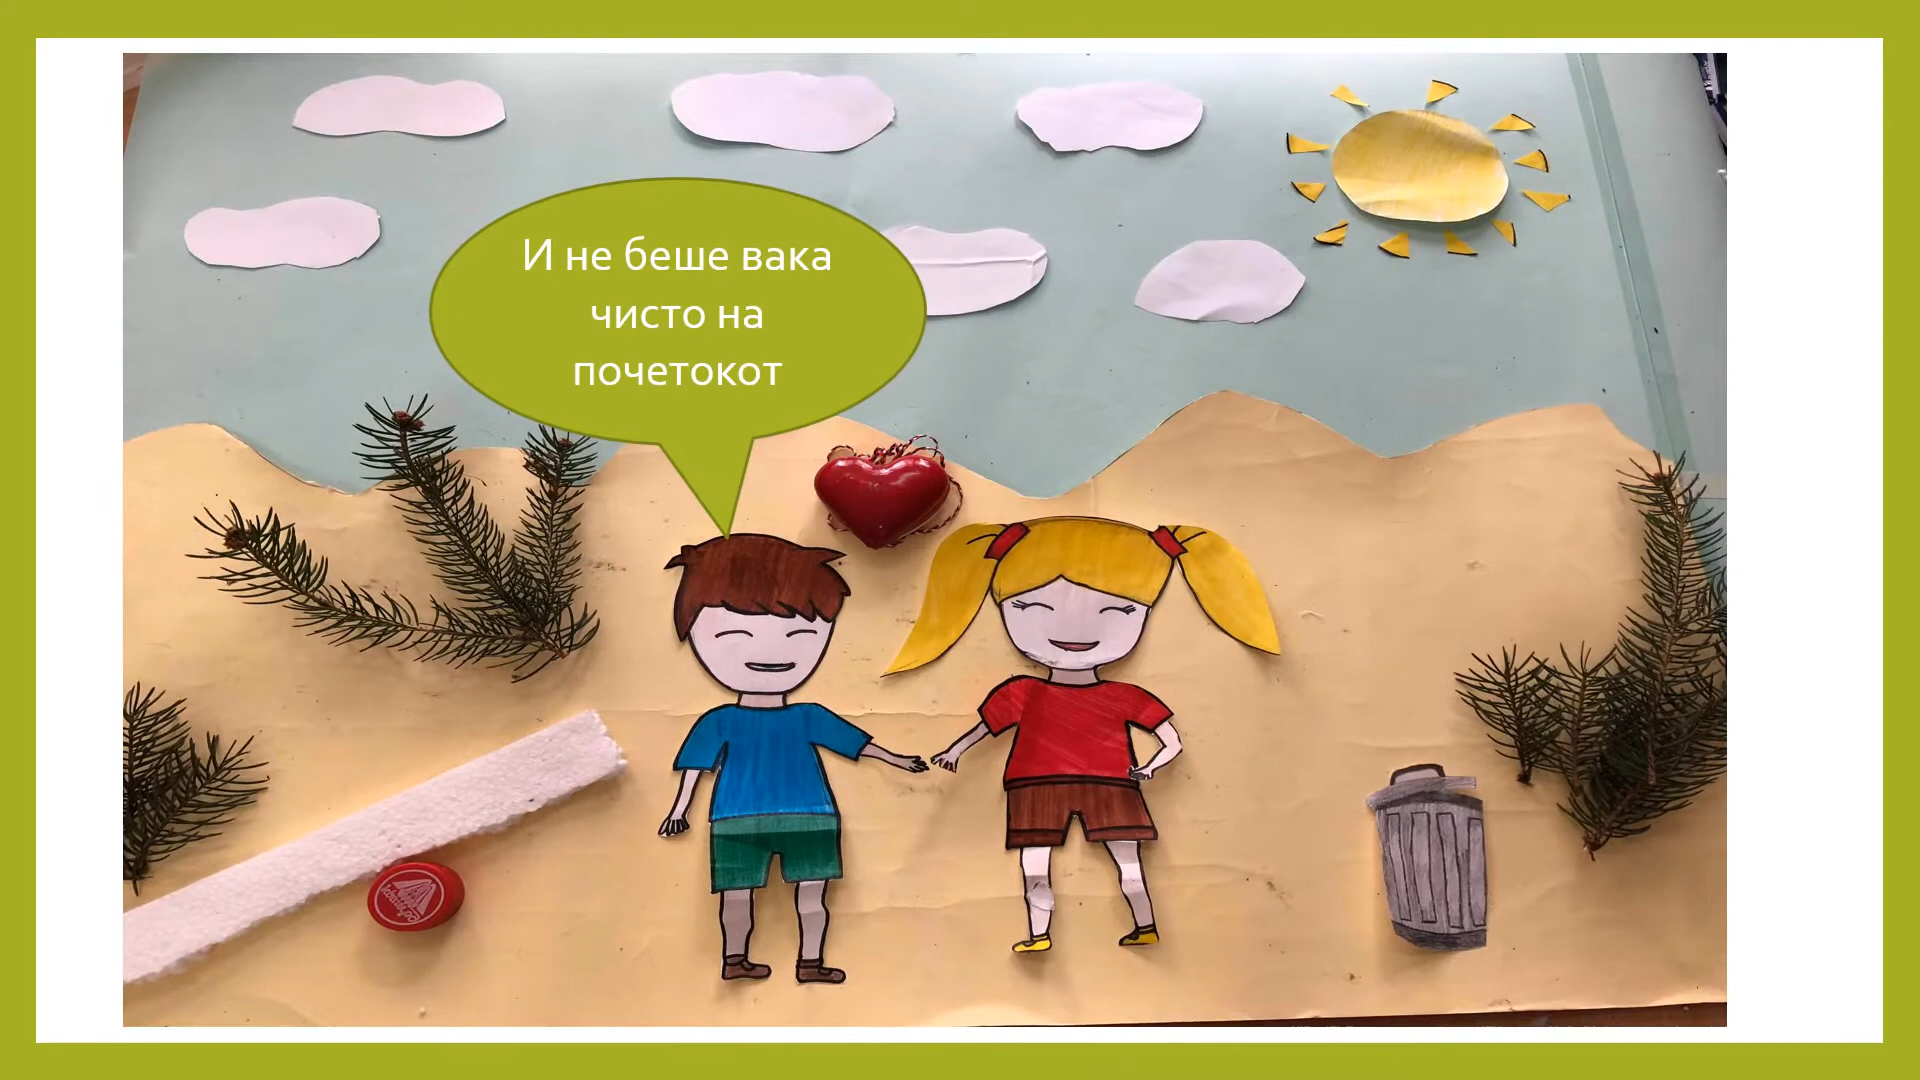 И не беше вака
чисто на
почетокот